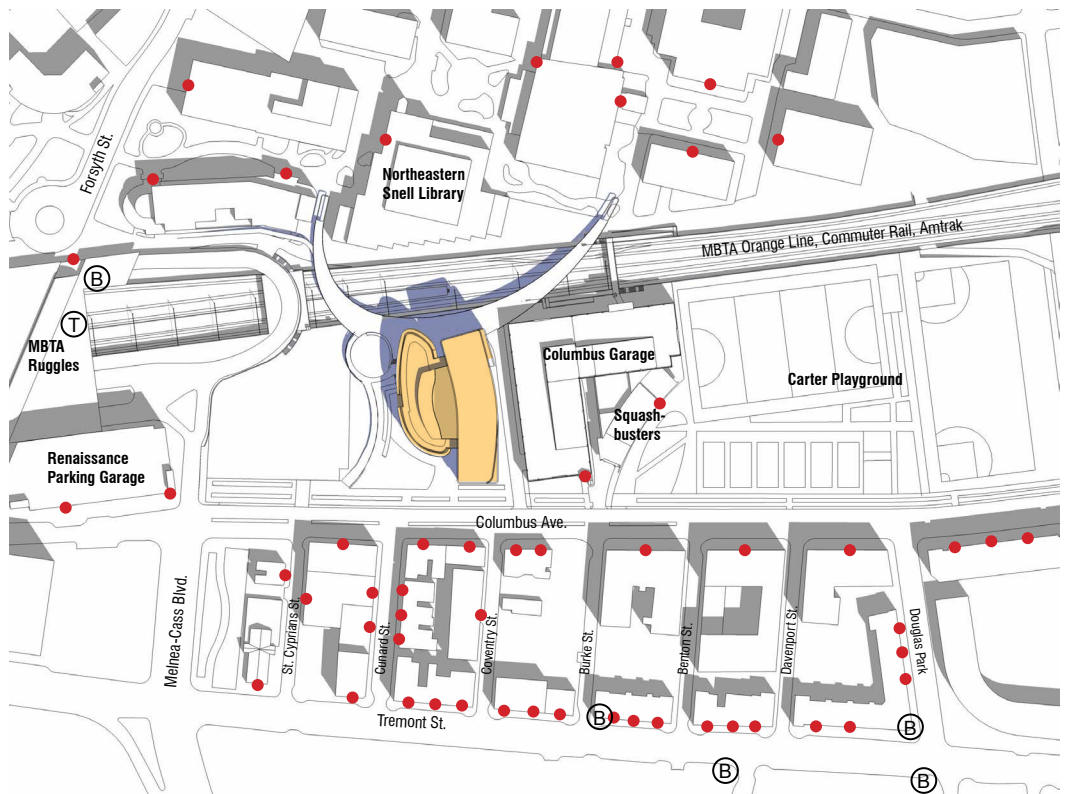 Forsyth St.
Northeastern
Snell Library
MBTA Orange Line, Commuter Rail, Amtrak
B
T
MBTA
Ruggles
Columbus Garage
Carter Playground
Squash-
busters
Renaissance
Parking Garage
Columbus Ave.
Melnea-Cass Blvd.
St. Cyprians St.
Cunard St.
Coventry St.
Burke St.
Benton St.
Davenport St.
Douglas Park
Tremont St.
B
B
B
B